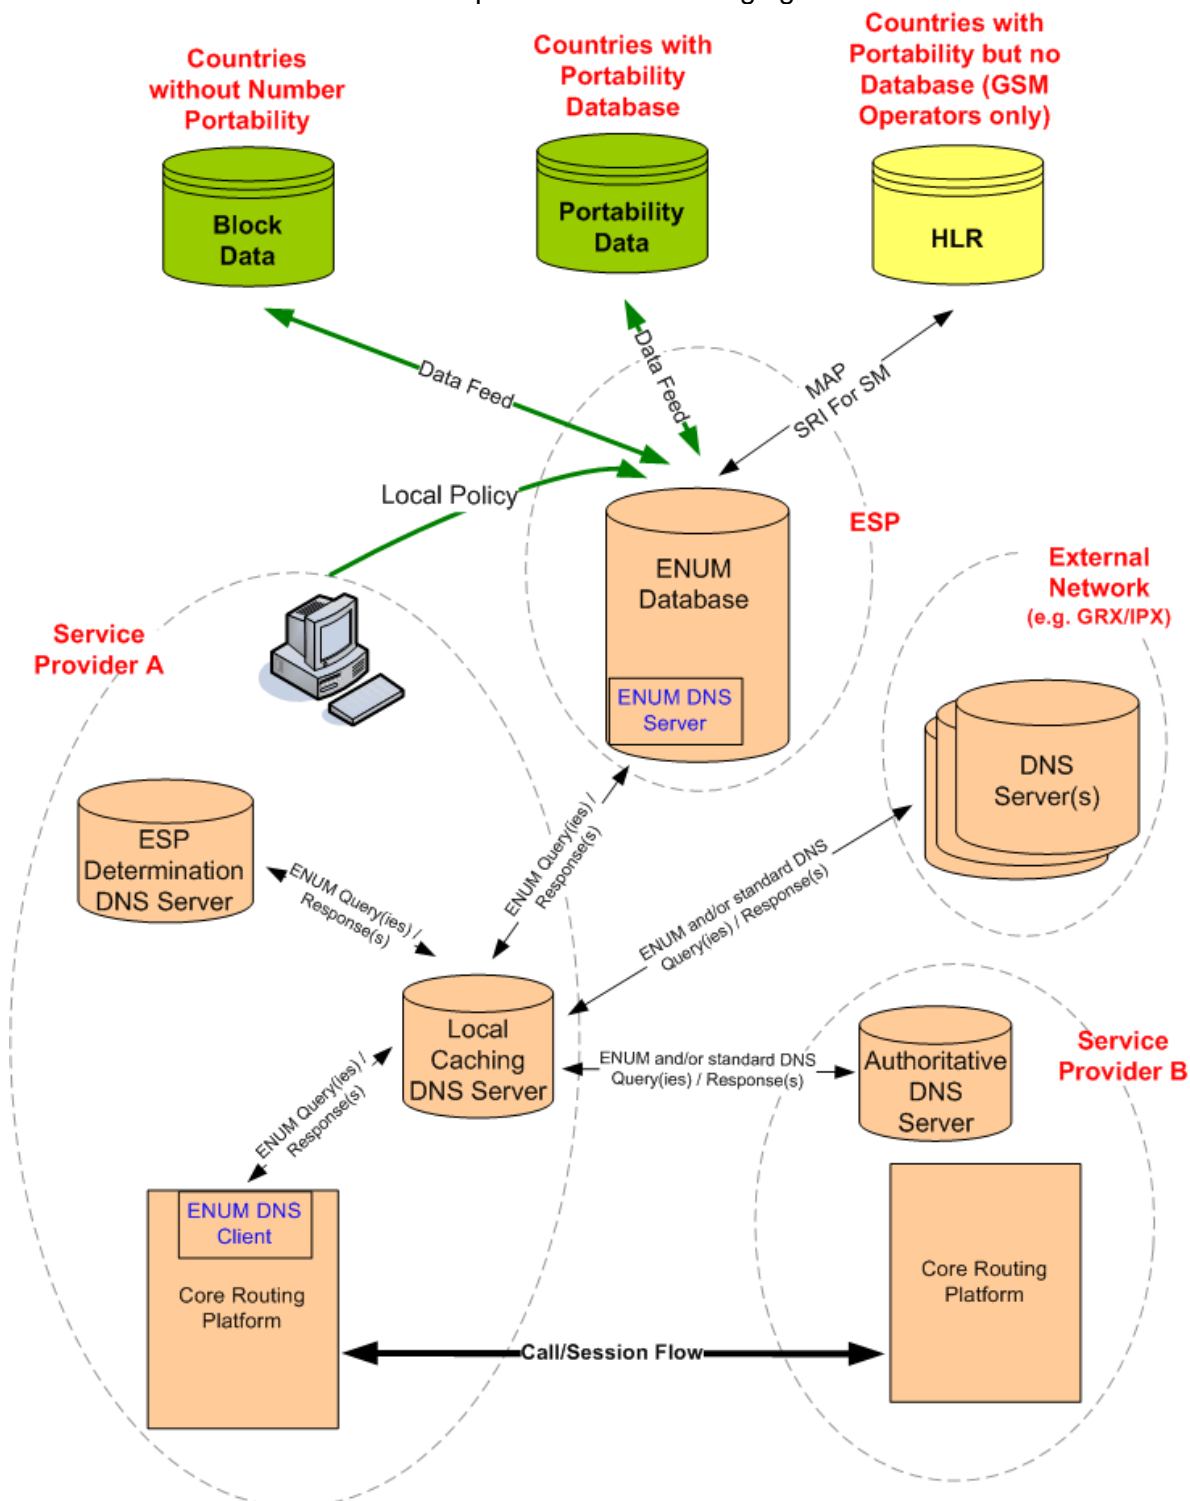 Countries
without Number
Portability
Countries with
Portability
Database
Countries with
Portability but no
Database (GSM
Operators only)
Block
Data
Portability
Data
HLR
Data Feed
Data Feed
MAP
SRI For SM
Local Policy
ESP
ENUM
Database
ENUM DNS
Server
External
Network
(e.g. GRX/IPX)
DNS
Server(s)
Service
Provider A
ESP
Determination
DNS Server
ENUM Query(ies) /
Response(s)
ENUM Query(ies) /
Response(s)
ENUM and/or standard DNS
Query(ies) / Response(s)
Local
Caching
DNS Server
ENUM and/or standard DNS
Query(ies) / Response(s)
Authoritative
DNS
Server
Service
Provider B
ENUM Query(ies) /
Response(s)
ENUM DNS
Client
Core Routing
Platform
Core Routing
Platform
Call/Session Flow